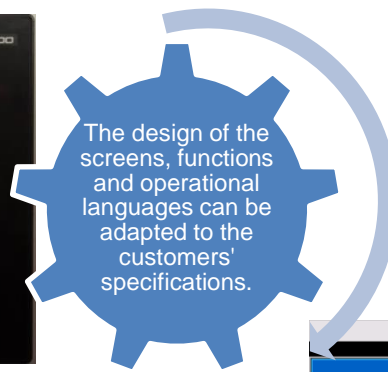 The design of the
screens, functions
and operational
languages can be
adapted to the
customers'
specifications.